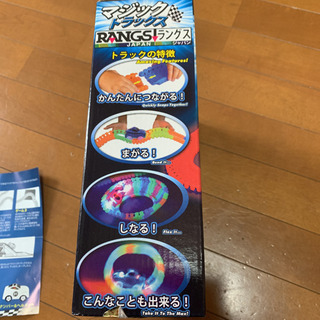 マジック
トラックス
RANGS ラングス
JAPAN ジャパン
トラックの特徴
Amazing Features!
かんたんにつながる!
Quickly Snaps Together!
まがる!
Bend It
しなる!
Flex It
こんなことも出来る!
Take It To The Max!